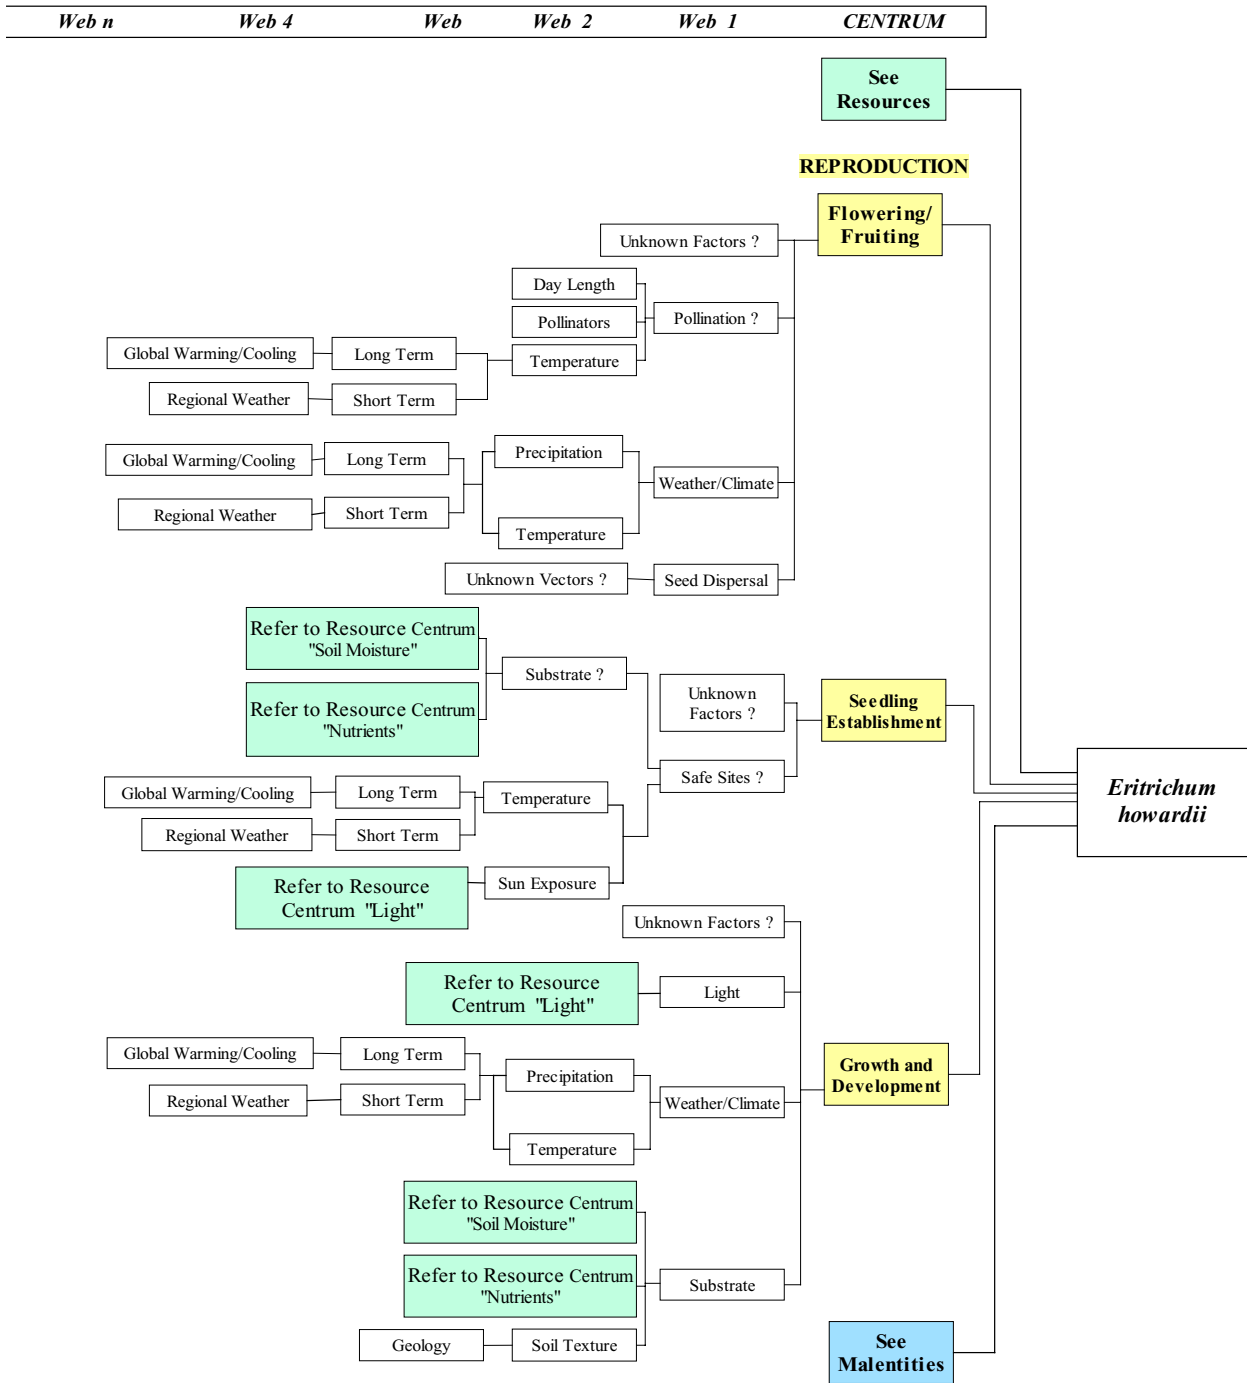 Web n Web 4 Web Web 2 Web 1 CENTRUM
See
Resources
REPRODUCTION
Flowering/
Fruiting
Unknown Factors ?
Day Length
Pollinators
Pollination ?
Global Warming/Cooling Long Term Temperature
Regional Weather Short Term
Precipitation
Global Warming/Cooling Long Term
Weather/Climate
Regional Weather Short Term
Temperature
Unknown Vectors ? Seed Dispersal
Refer to Resource Centrum
"Soil Moisture"
Substrate ?
Refer to Resource Centrum
"Nutrients"
Unknown
Factors ?
Seedling
Establishment
Safe Sites ?
Global Warming/Cooling Long Term Temperature
Regional Weather Short Term
Eritrichum
howardii
Refer to Resource
Centrum "Light"
Sun Exposure
Unknown Factors ?
Refer to Resource
Centrum "Light"
Light
Global Warming/Cooling Long Term
Precipitation
Growth and
Development
Regional Weather Short Term
Weather/Climate
Temperature
Refer to Resource Centrum
"Soil Moisture"
Refer to Resource Centrum
"Nutrients"
Substrate
Geology Soil Texture
See
Malentities